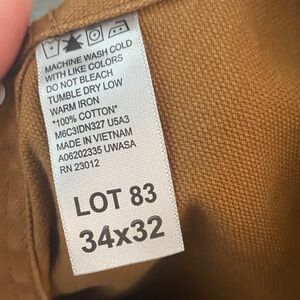 MACHINE WASH COLD
WITH LIKE COLORS
DO NOT BLEACH
TUMBLE DRY LOW
WARM IRON
*100% COTTON*
M6C3IDN327 U5A3
MADE IN VIETNAM
A06202335 UWASA
RN 23012
LOT 83
34x32